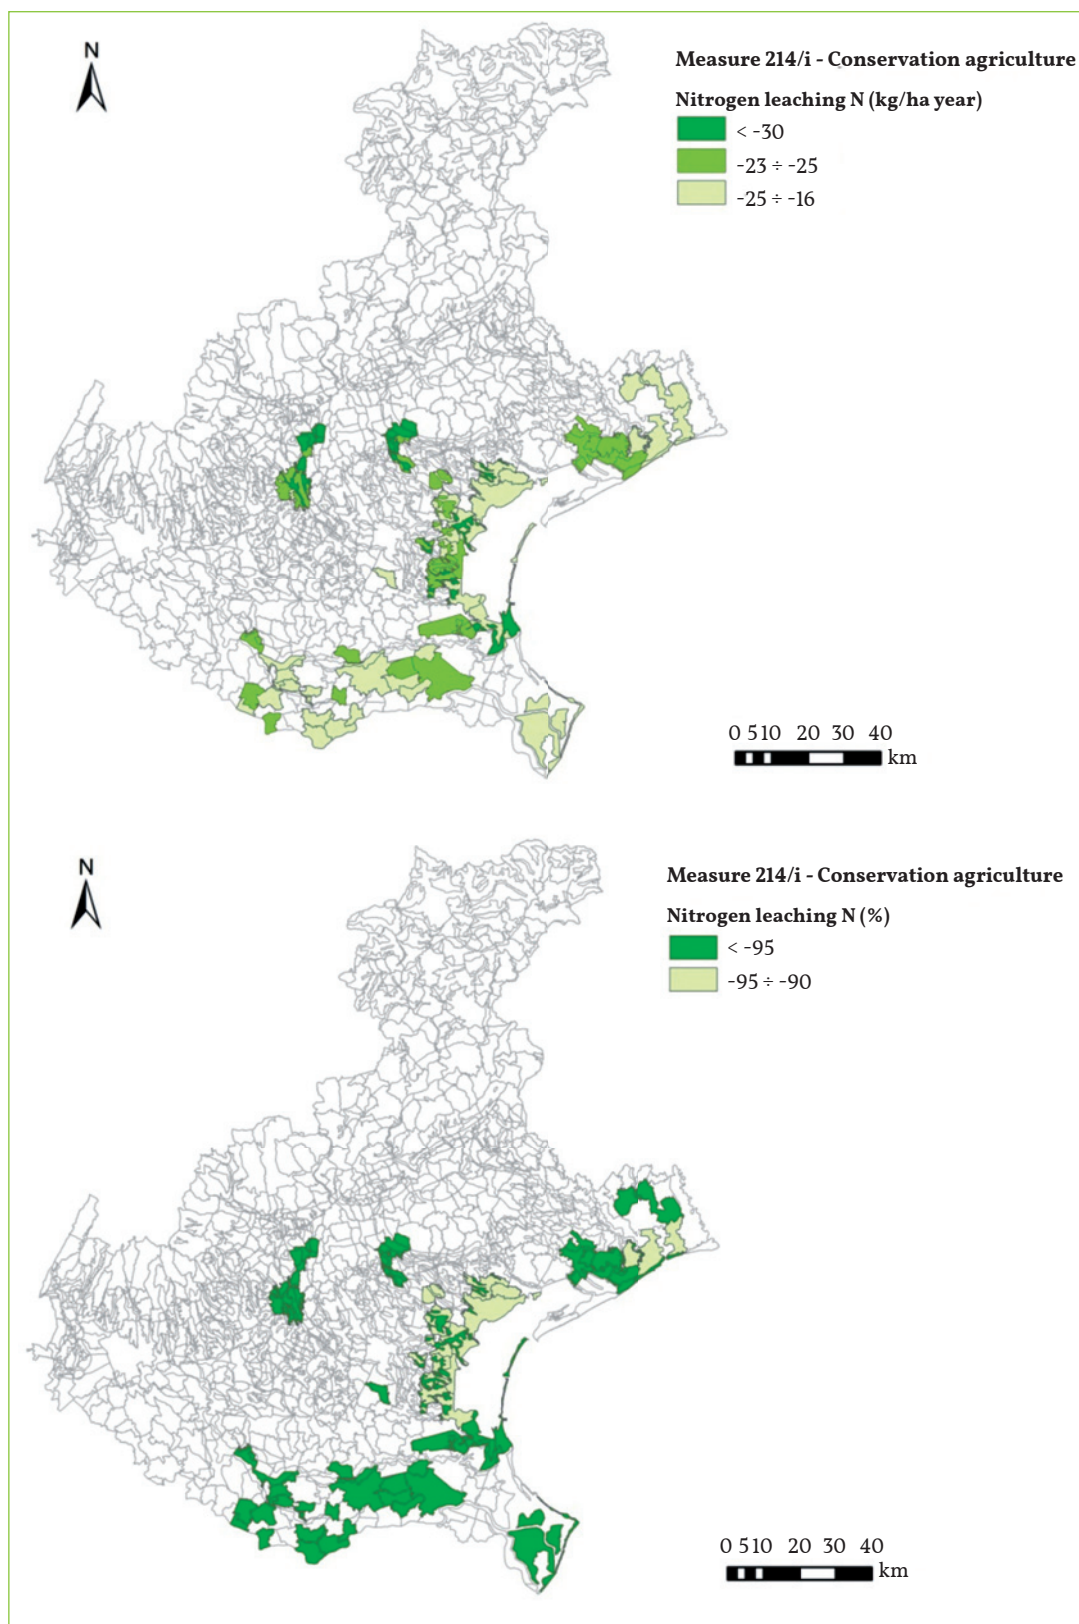 N
Measure 214/i - Conservation agriculture
Nitrogen leaching N (kg/ha year)
< -30
-23 ÷ -25
-25 ÷ -16
0 510 20 30 40
km
N
Measure 214/i - Conservation agriculture
Nitrogen leaching N (%)
< -95
-95 ÷ -90
0 510 20 30 40
km